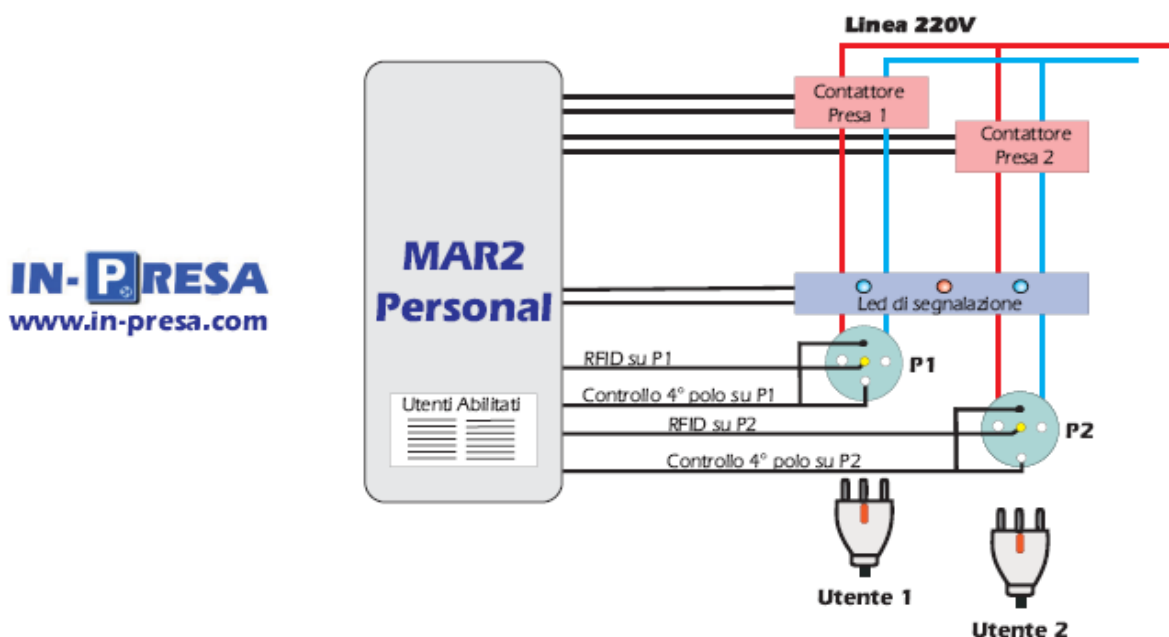 Linea 220V
Contattore
Presa 1
Contattore
Presa 2
IN-PRESA
www.in-presa.com
MAR2
Personal
Led di segnalazione
RFID su P1
P1
Controllo 4° polo su P1
Utenti Abilitati
RFID su P2
P2
Controllo 4° polo su P2
Utente 1
Utente 2